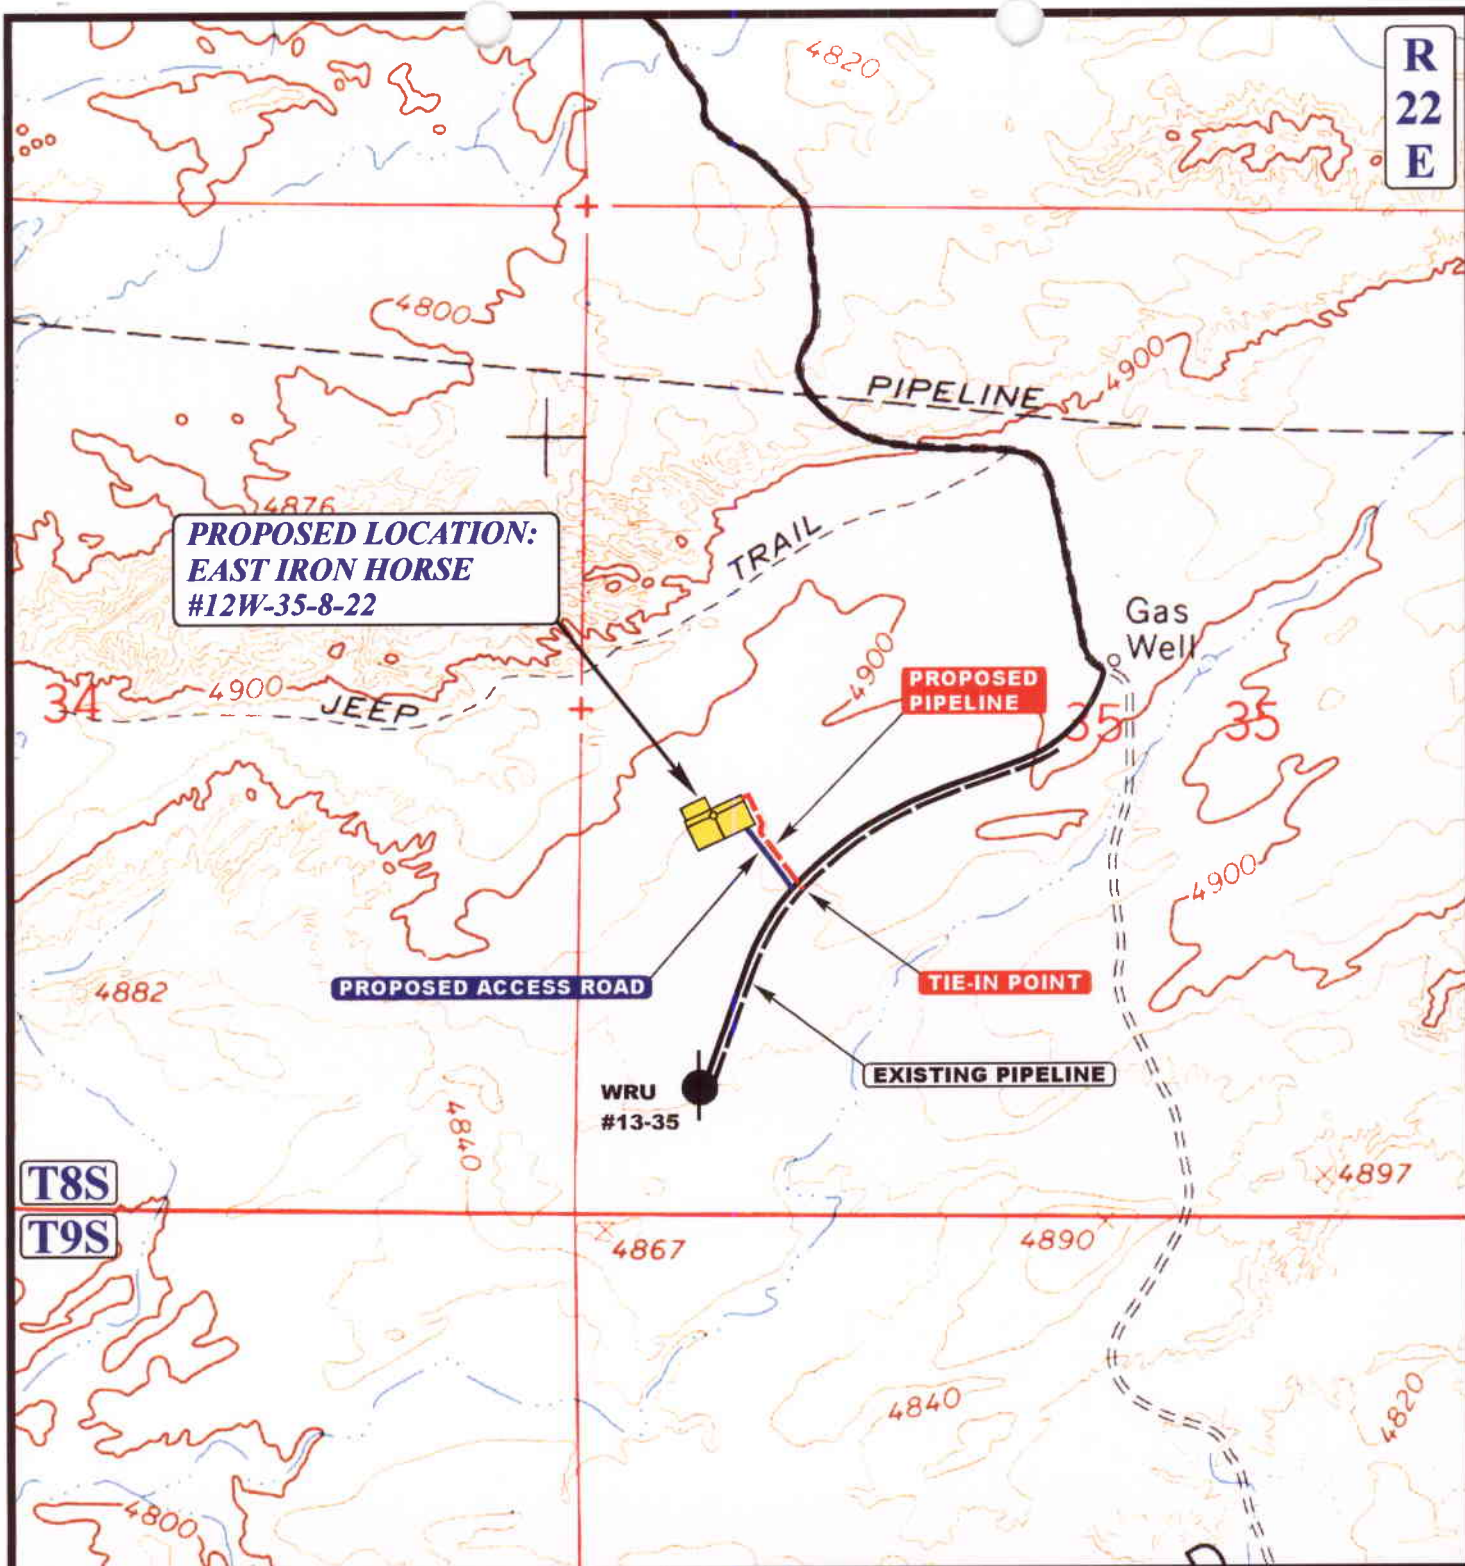 4820
R
22
E
4800
4900
PIPELINE
4876
PROPOSED LOCATION:
EAST IRON HORSE
#12W-35-8-22
TRAIL
Gas
Well
4900
PROPOSED
PIPELINE
34
4900
JEEP
35
35
4900
PROPOSED ACCESS ROAD
TIE-IN POINT
4882
EXISTING PIPELINE
WRU
#13-35
4840
T8S
4897
T9S
4867
4890
4840
4820
4800